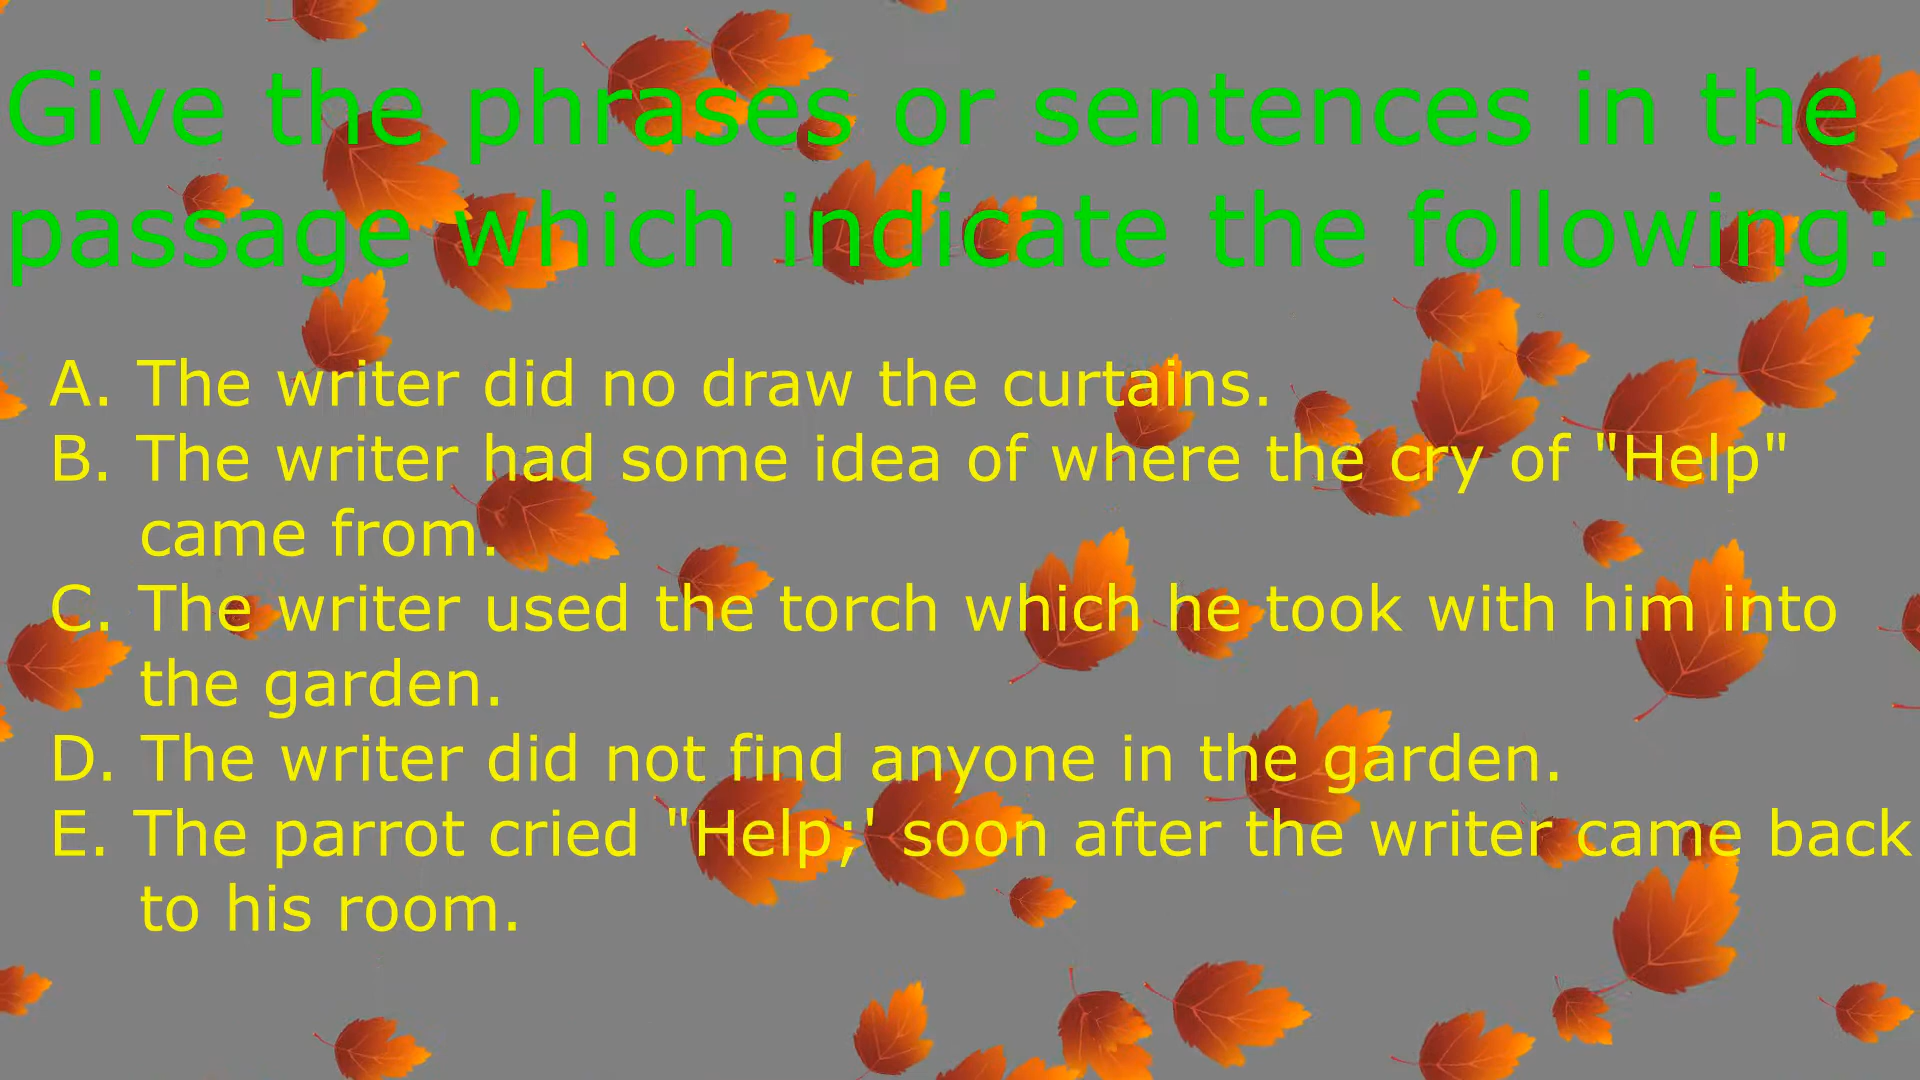 Give the phrases or sentences in the
passage which indicate the following:
A. The writer did no draw the curtains.
B. The writer had some idea of where the cry of "Help"
came from.
C. The writer used the torch which he took with him into
the garden.
D. The writer did not find anyone in the garden.
E. The parrot cried "Help;' soon after the writer came back
to his room.